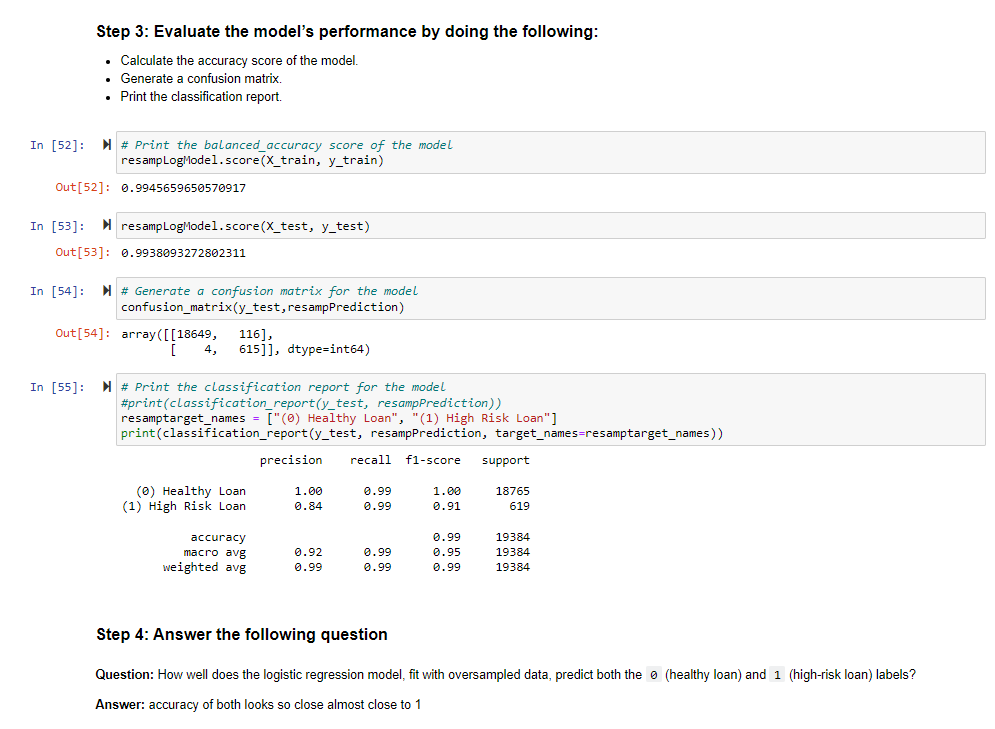 Step 3: Evaluate the model’s performance by doing the following:
• Calculate the accuracy score of the model.
• Generate a confusion matrix.
• Print the classification report.
In [52]: # Print the balanced_accuracy score of the model
resampLogModel.score(X_train, y_train)
Out[52]: 0.9945659650570917
In [53]: resampLogModel.score(X_test, y_test)
Out[53]: 0.9938093272802311
In [54]: # Generate a confusion matrix for the model
confusion_matrix(y_test,resampPrediction)
Out[54]: array([[18649,   116],
       [    4,   615]], dtype=int64)
In [55]: # Print the classification report for the model
#print(classification_report(y_test, resampPrediction))
resamptarget_names = ["(0) Healthy Loan", "(1) High Risk Loan"]
print(classification_report(y_test, resampPrediction, target_names=resamptarget_names))
precision    recall  f1-score   support
(0) Healthy Loan       1.00      0.99      1.00     18765
(1) High Risk Loan       0.84      0.99      0.91       619
accuracy                           0.99     19384
macro avg       0.92      0.99      0.95     19384
weighted avg       0.99      0.99      0.99     19384
Step 4: Answer the following question
Question: How well does the logistic regression model, fit with oversampled data, predict both the 0 (healthy loan) and 1 (high-risk loan) labels?
Answer: accuracy of both looks so close almost close to 1